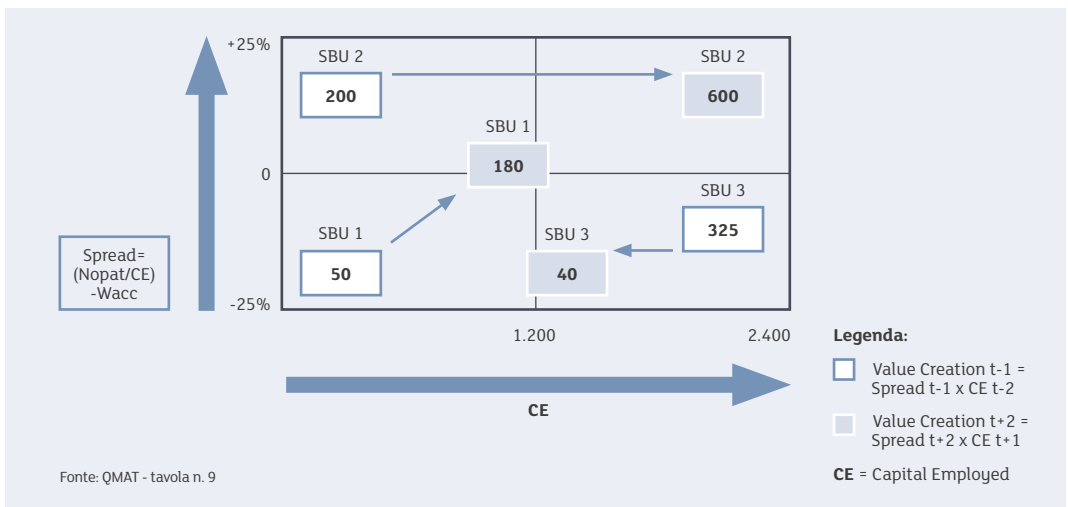 +25%
SBU 2
SBU 2
200
600
SBU 1
180
0
SBU 3
325
SBU 1
SBU 3
50
40
Spread=
(Nopat/CE)
-Wacc
-25%
1.200
2.400
CE
Legenda:
Value Creation t-1 =
Spread t-1 x CE t-2
Value Creation t+2 =
Spread t+2 x CE t+1
CE = Capital Employed
Fonte: QMAT - tavola n. 9